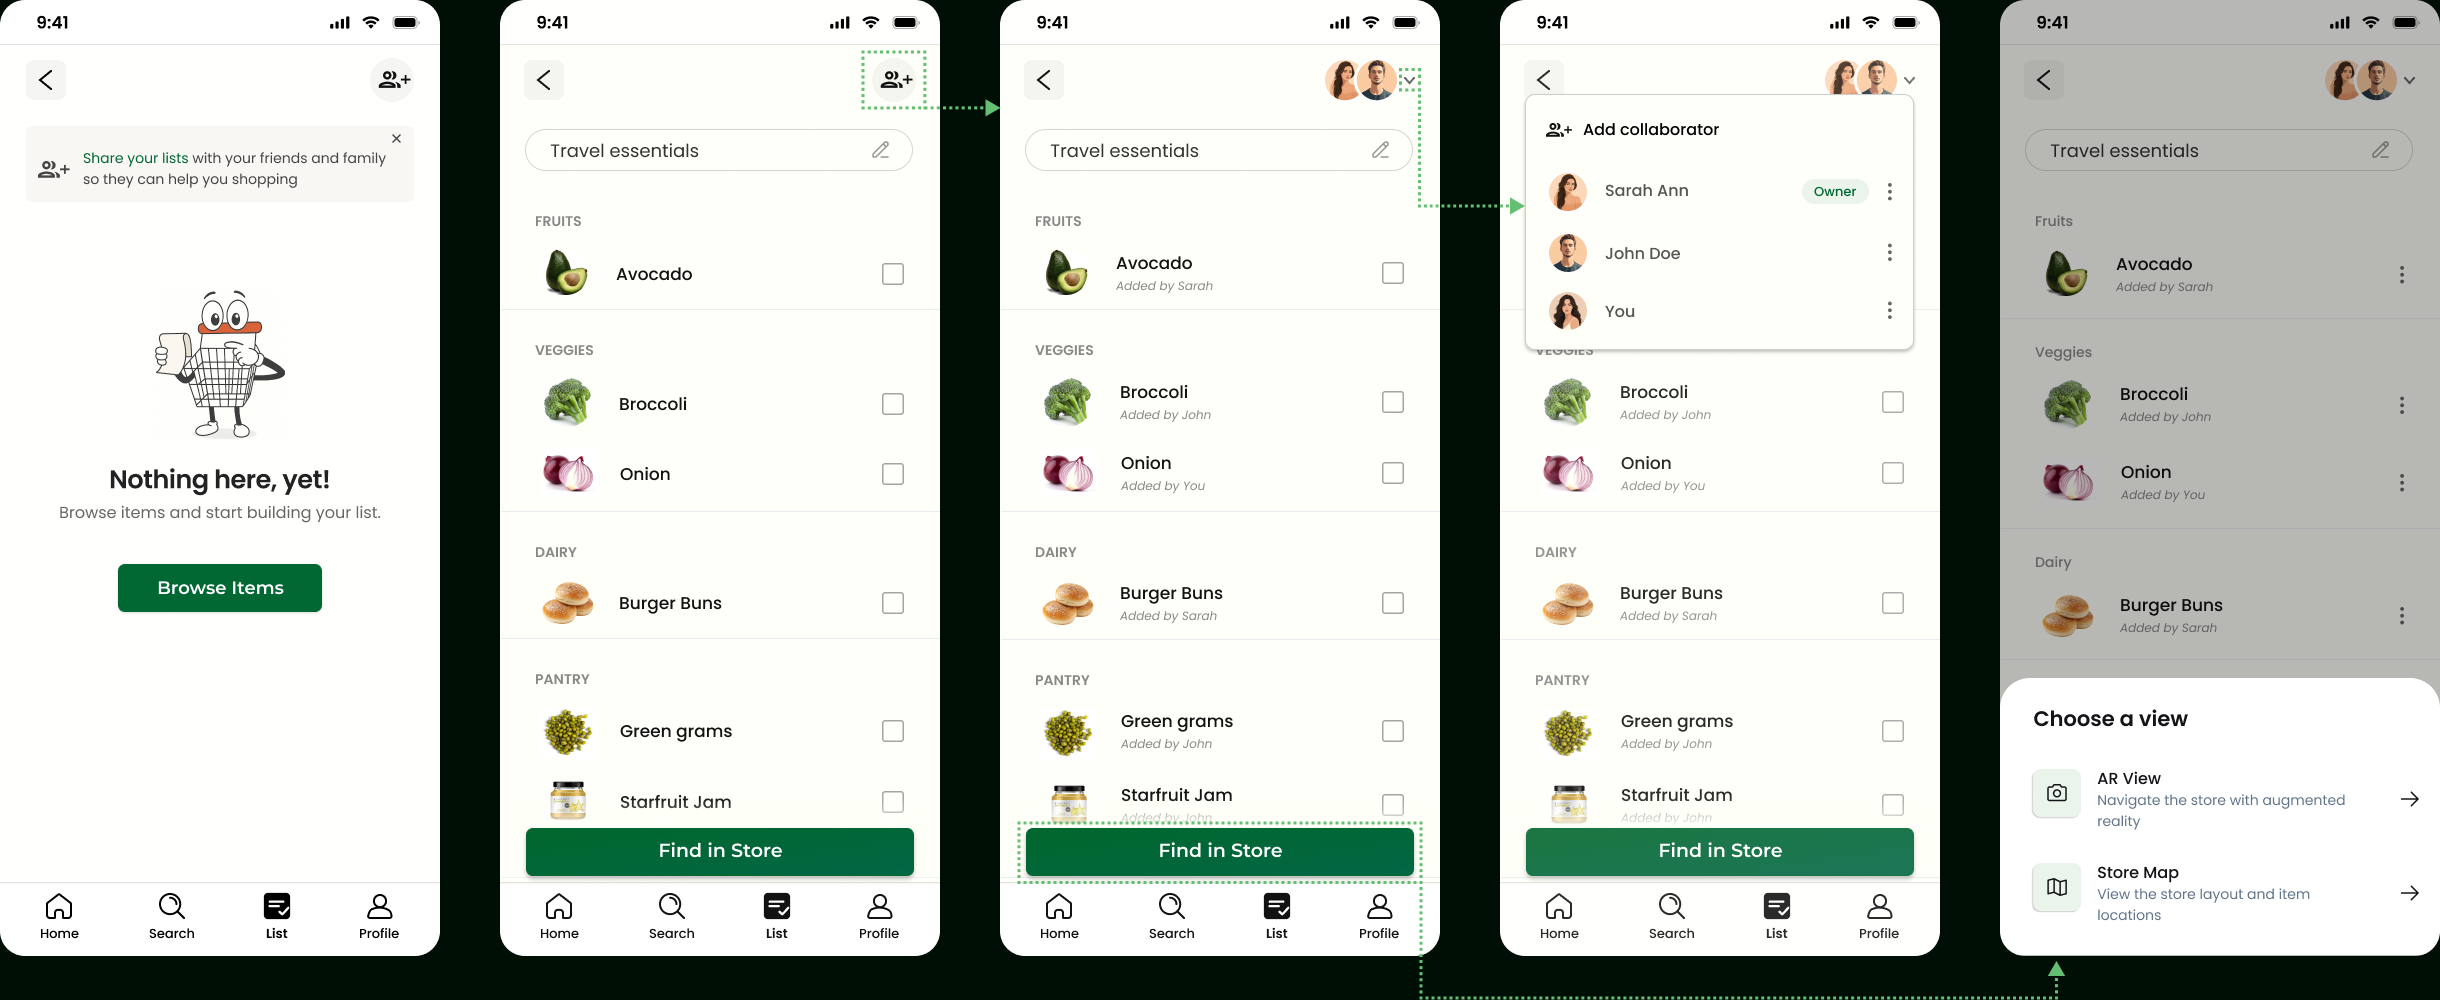 9:41
Share your lists with your friends and family
so they can help you shopping
Nothing here, yet!
Browse items and start building your list.
Browse Items
Home
Search
List
Profile
9:41
Travel essentials
FRUITS
Avocado
VEGGIES
Broccoli
Onion
DAIRY
Burger Buns
PANTRY
Green grams
Starfruit Jam
Find in Store
Home
Search
List
Profile
9:41
Travel essentials
FRUITS
Avocado
Added by Sarah
VEGGIES
Broccoli
Added by John
Onion
Added by You
DAIRY
Burger Buns
Added by Sarah
PANTRY
Green grams
Added by John
Starfruit Jam
Added by John
Find in Store
Home
Search
List
Profile
9:41
Add collaborator
Sarah Ann
Owner
John Doe
You
VEGGIES
Broccoli
Added by John
Onion
Added by You
DAIRY
Burger Buns
Added by Sarah
PANTRY
Green grams
Added by John
Starfruit Jam
Added by John
Find in Store
Home
Search
List
Profile
9:41
Travel essentials
Fruits
Avocado
Added by Sarah
Veggies
Broccoli
Added by John
Onion
Added by You
Dairy
Burger Buns
Added by Sarah
Choose a view
AR View
Navigate the store with augmented
reality
Store Map
View the store layout and item
locations